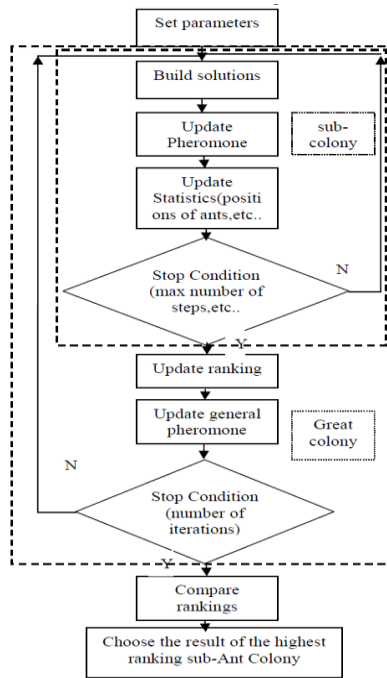 Set parameters
Build solutions
Update
Pheromone
sub-
colony
Update
Statistics(positi
ons of ants,etc..
Stop Condition
(max number of
steps,etc..
N
Y
Update ranking
Update general
pheromone
Great
colony
N
Stop Condition
(number of
iterations)
Y
Compare
rankings
Choose the result of the highest
ranking sub-Ant Colony